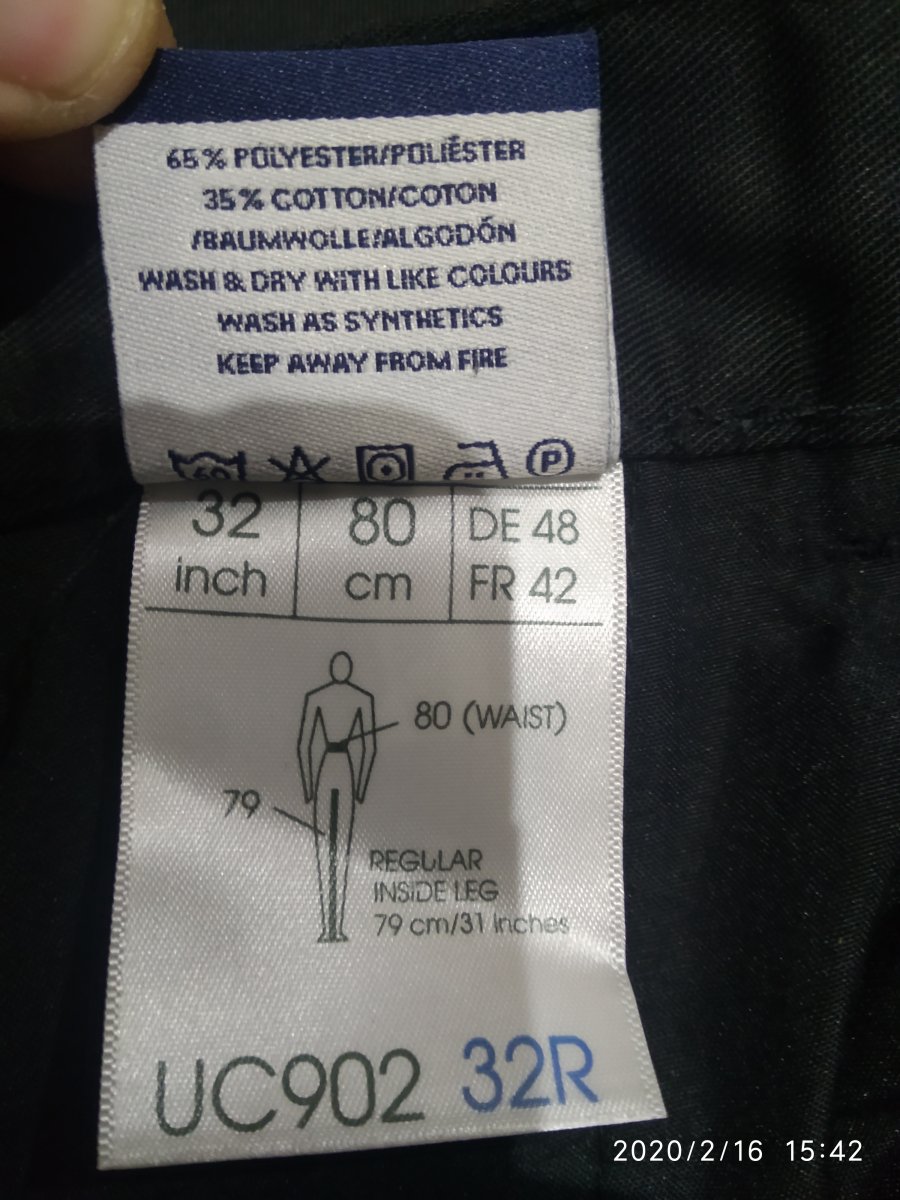 65% POLYESTER/POLIÉSTER
35% COTTON/COTON
/BAUMWOLLE/ALGODÓN
WASH & DRY WITH LIKE COLOURS
WASH AS SYNTHETICS
KEEP AWAY FROM FIRE
60 P
32 inch
80 cm
DE 48
FR 42
80 (WAIST)
79
REGULAR
INSIDE LEG
79 cm/31 inches
UC902 32R
2020/2/16 15:42